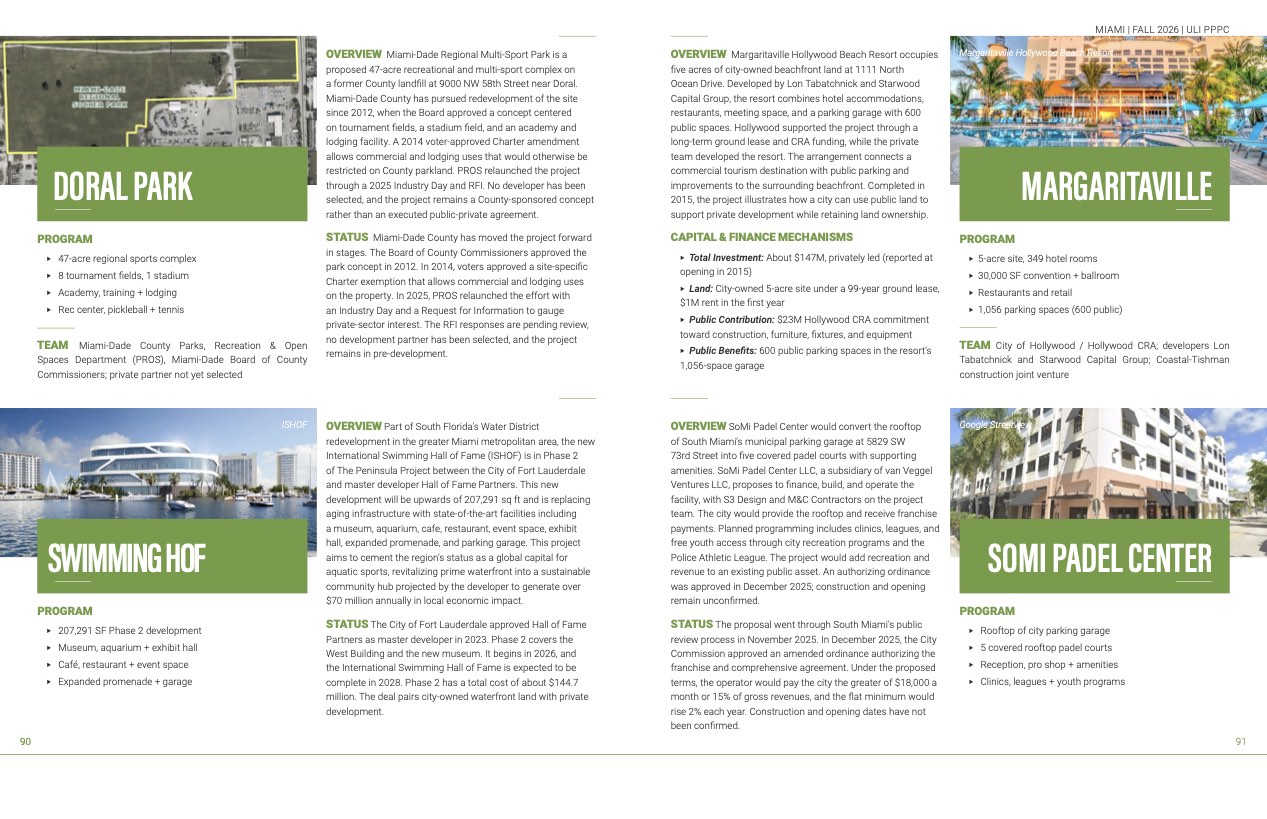 MIAMI | FALL 2026 | ULI PPPC
MIAMI-DADE
REGIONAL
SOCCER PARK
DORAL PARK
PROGRAM
‣ 47-acre regional sports complex
‣ 8 tournament fields, 1 stadium
‣ Academy, training + lodging
‣ Rec center, pickleball + tennis
TEAM Miami-Dade County Parks, Recreation & Open
Spaces Department (PROS), Miami-Dade Board of County
Commissioners; private partner not yet selected
OVERVIEW Miami-Dade Regional Multi-Sport Park is a
proposed 47-acre recreational and multi-sport complex on
a former County landfill at 9000 NW 58th Street near Doral.
Miami-Dade County has pursued redevelopment of the site
since 2012, when the Board approved a concept centered
on tournament fields, a stadium field, and an academy and
lodging facility. A 2014 voter-approved Charter amendment
allows commercial and lodging uses that would otherwise be
restricted on County parkland. PROS relaunched the project
through a 2025 Industry Day and RFI. No developer has been
selected, and the project remains a County-sponsored concept
rather than an executed public-private agreement.
STATUS Miami-Dade County has moved the project forward
in stages. The Board of County Commissioners approved the
park concept in 2012. In 2014, voters approved a site-specific
Charter exemption that allows commercial and lodging uses
on the property. In 2025, PROS relaunched the effort with
an Industry Day and a Request for Information to gauge
private-sector interest. The RFI responses are pending review,
no development partner has been selected, and the project
remains in pre-development.
ISHOF
SWIMMING HOF
PROGRAM
‣ 207,291 SF Phase 2 development
‣ Museum, aquarium + exhibit hall
‣ Café, restaurant + event space
‣ Expanded promenade + garage
OVERVIEW Part of South Florida's Water District
redevelopment in the greater Miami metropolitan area, the new
International Swimming Hall of Fame (ISHOF) is in Phase 2
of The Peninsula Project between the City of Fort Lauderdale
and master developer Hall of Fame Partners. This new
development will be upwards of 207,291 sq ft and is replacing
aging infrastructure with state-of-the-art facilities including
a museum, aquarium, cafe, restaurant, event space, exhibit
hall, expanded promenade, and parking garage. This project
aims to cement the region's status as a global capital for
aquatic sports, revitalizing prime waterfront into a sustainable
community hub projected by the developer to generate over
$70 million annually in local economic impact.
STATUS The City of Fort Lauderdale approved Hall of Fame
Partners as master developer in 2023. Phase 2 covers the
West Building and the new museum. It begins in 2026, and
the International Swimming Hall of Fame is expected to be
complete in 2028. Phase 2 has a total cost of about $144.7
million. The deal pairs city-owned waterfront land with private
development.
90
OVERVIEW Margaritaville Hollywood Beach Resort occupies
five acres of city-owned beachfront land at 1111 North
Ocean Drive. Developed by Lon Tabatchnick and Starwood
Capital Group, the resort combines hotel accommodations,
restaurants, meeting space, and a parking garage with 600
public spaces. Hollywood supported the project through a
long-term ground lease and CRA funding, while the private
team developed the resort. The arrangement connects a
commercial tourism destination with public parking and
improvements to the surrounding beachfront. Completed in
2015, the project illustrates how a city can use public land to
support private development while retaining land ownership.
CAPITAL & FINANCE MECHANISMS
‣ Total Investment: About $147M, privately led (reported at
opening in 2015)
‣ Land: City-owned 5-acre site under a 99-year ground lease,
$1M rent in the first year
‣ Public Contribution: $23M Hollywood CRA commitment
toward construction, furniture, fixtures, and equipment
‣ Public Benefits: 600 public parking spaces in the resort's
1,056-space garage
Margaritaville Hollywood Beach Resort
MARGARITAVILLE
PROGRAM
‣ 5-acre site, 349 hotel rooms
‣ 30,000 SF convention + ballroom
‣ Restaurants and retail
‣ 1,056 parking spaces (600 public)
TEAM City of Hollywood / Hollywood CRA; developers Lon
Tabatchnick and Starwood Capital Group; Coastal-Tishman
construction joint venture
OVERVIEW SoMi Padel Center would convert the rooftop
of South Miami's municipal parking garage at 5829 SW
73rd Street into five covered padel courts with supporting
amenities. SoMi Padel Center LLC, a subsidiary of van Veggel
Ventures LLC, proposes to finance, build, and operate the
facility, with S3 Design and M&C Contractors on the project
team. The city would provide the rooftop and receive franchise
payments. Planned programming includes clinics, leagues, and
free youth access through city recreation programs and the
Police Athletic League. The project would add recreation and
revenue to an existing public asset. An authorizing ordinance
was approved in December 2025; construction and opening
remain unconfirmed.
STATUS The proposal went through South Miami's public
review process in November 2025. In December 2025, the City
Commission approved an amended ordinance authorizing the
franchise and comprehensive agreement. Under the proposed
terms, the operator would pay the city the greater of $18,000 a
month or 15% of gross revenues, and the flat minimum would
rise 2% each year. Construction and opening dates have not
been confirmed.
Google Streetview
SOMI PADEL CENTER
PROGRAM
‣ Rooftop of city parking garage
‣ 5 covered rooftop padel courts
‣ Reception, pro shop + amenities
‣ Clinics, leagues + youth programs
91